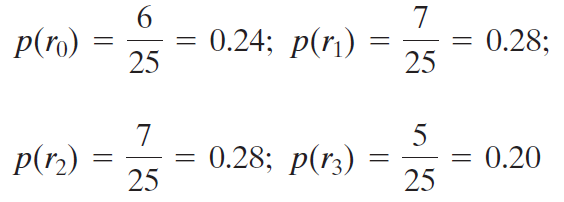 p(r₀) = 6/25 = 0.24; p(r₁) = 7/25 = 0.28;
p(r₂) = 7/25 = 0.28; p(r₃) = 5/25 = 0.20